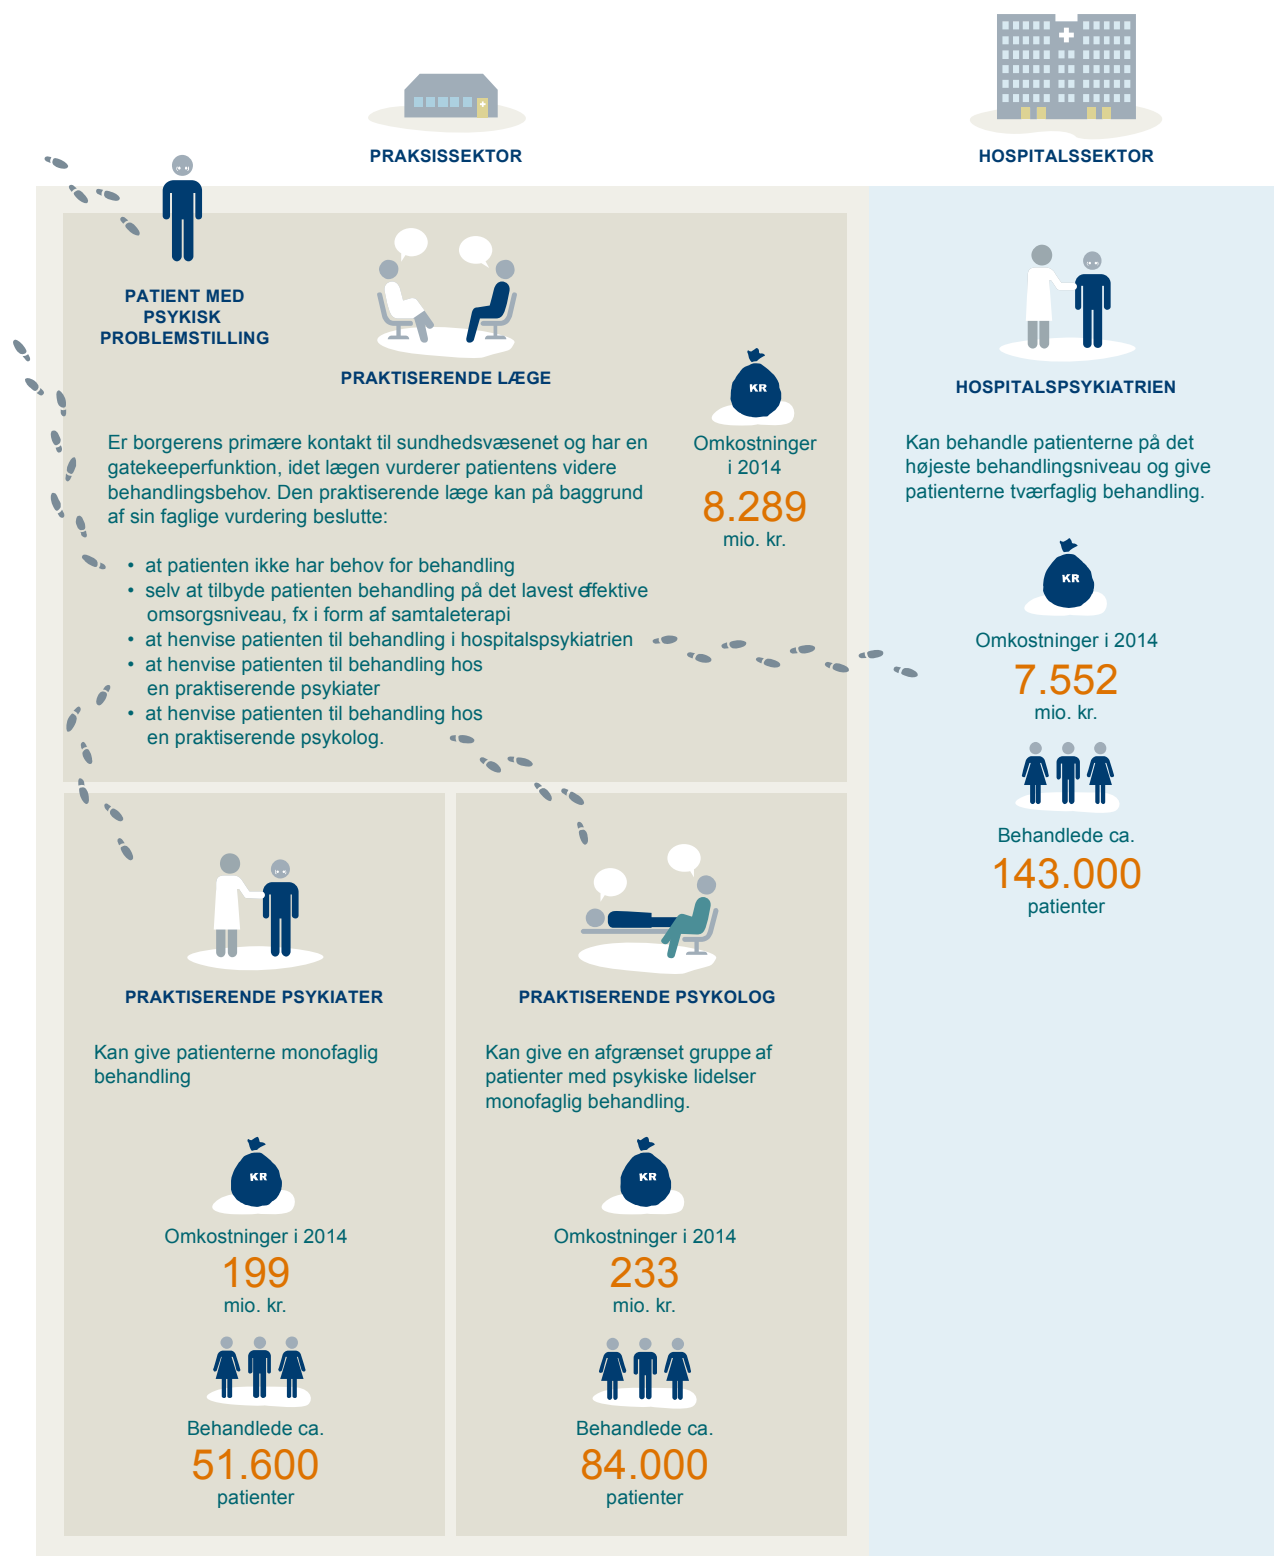 PRAKSISSEKTOR
HOSPITALSSEKTOR
PATIENT MED
PSYKISK
PROBLEMSTILLING
PRAKTISERENDE LÆGE
Er borgerens primære kontakt til sundhedsvæsenet og har en
gatekeeperfunktion, idet lægen vurderer patientens videre
behandlingsbehov. Den praktiserende læge kan på baggrund
af sin faglige vurdering beslutte:
• at patienten ikke har behov for behandling
• selv at tilbyde patienten behandling på det lavest effektive
omsorgsniveau, fx i form af samtaleterapi
• at henvise patienten til behandling i hospitalspsykiatrien
• at henvise patienten til behandling hos
en praktiserende psykiater
• at henvise patienten til behandling hos
en praktiserende psykolog.
KR
Omkostninger
i 2014
8.289
mio. kr.
HOSPITALSPSYKIATRIEN
Kan behandle patienterne på det
højeste behandlingsniveau og give
patienterne tværfaglig behandling.
KR
Omkostninger i 2014
7.552
mio. kr.
Behandlede ca.
143.000
patienter
PRAKTISERENDE PSYKIATER
Kan give patienterne monofaglig
behandling
KR
Omkostninger i 2014
199
mio. kr.
Behandlede ca.
51.600
patienter
PRAKTISERENDE PSYKOLOG
Kan give en afgrænset gruppe af
patienter med psykiske lidelser
monofaglig behandling.
KR
Omkostninger i 2014
233
mio. kr.
Behandlede ca.
84.000
patienter